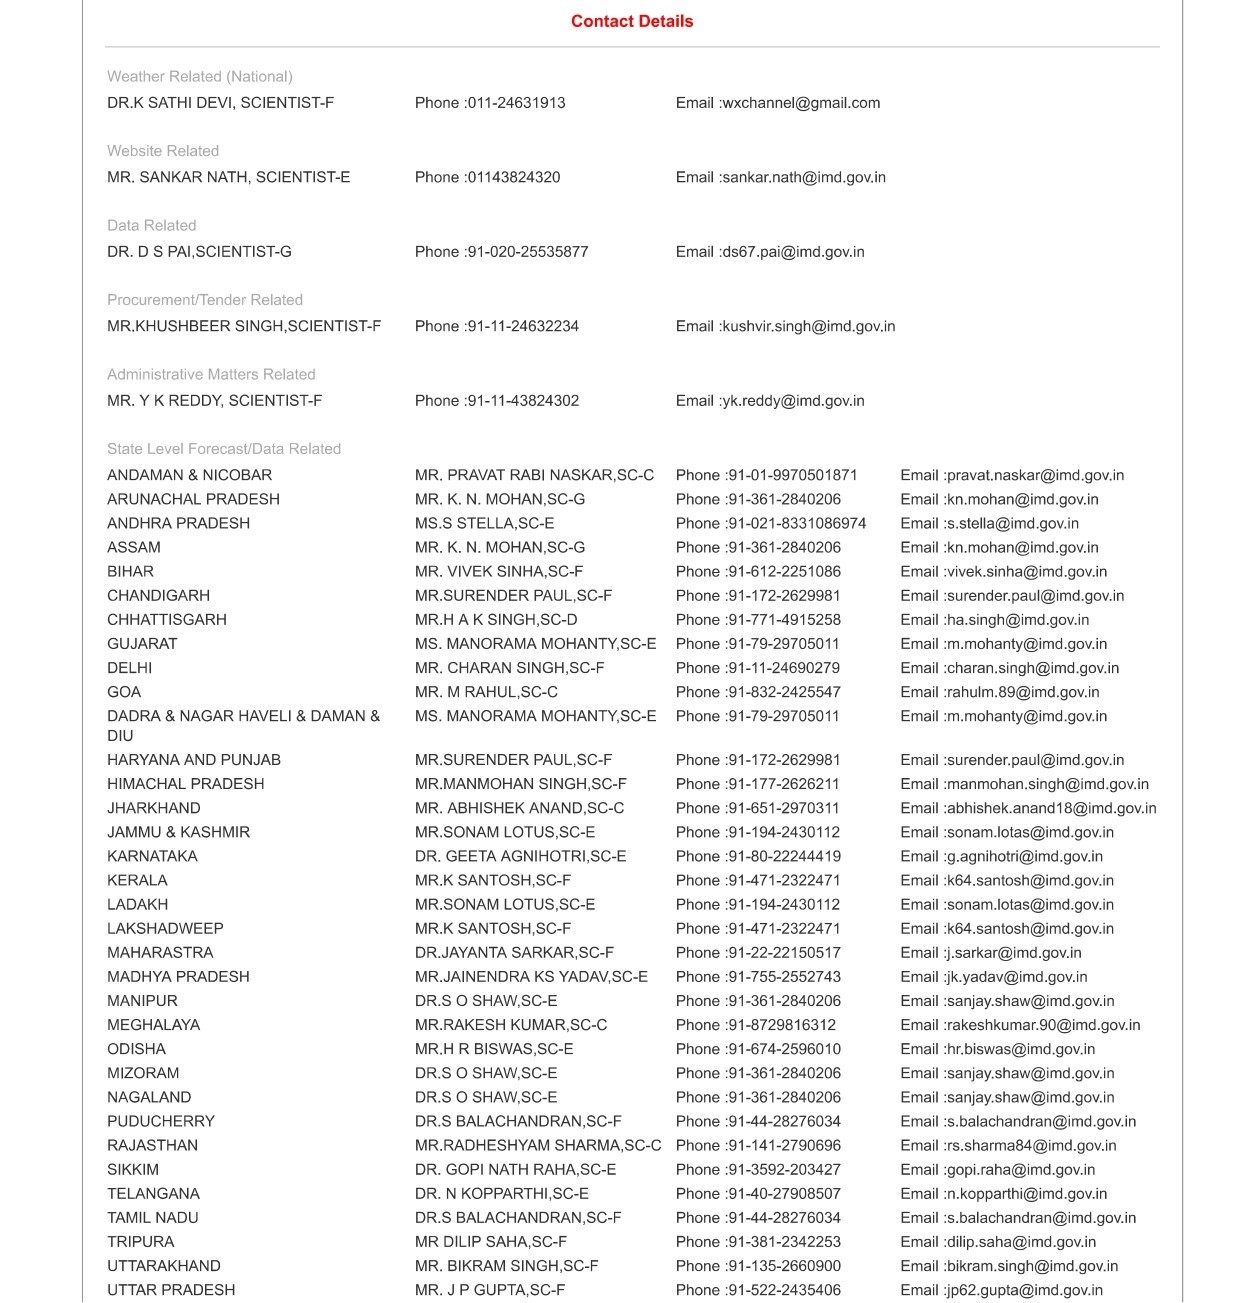 Contact Details
Weather Related (National)
DR.K SATHI DEVI, SCIENTIST-F Phone :011-24631913 Email :wxchannel@gmail.com
Website Related
MR. SANKAR NATH, SCIENTIST-E Phone :01143824320 Email :sankar.nath@imd.gov.in
Data Related
DR. D S PAI,SCIENTIST-G Phone :91-020-25535877 Email :ds67.pai@imd.gov.in
Procurement/Tender Related
MR.KHUSHBEER SINGH,SCIENTIST-F Phone :91-11-24632234 Email :kushvir.singh@imd.gov.in
Administrative Matters Related
MR. Y K REDDY, SCIENTIST-F Phone :91-11-43824302 Email :yk.reddy@imd.gov.in
State Level Forecast/Data Related
ANDAMAN & NICOBAR MR. PRAVAT RABI NASKAR,SC-C Phone :91-01-9970501871 Email :pravat.naskar@imd.gov.in
ARUNACHAL PRADESH MR. K. N. MOHAN,SC-G Phone :91-361-2840206 Email :kn.mohan@imd.gov.in
ANDHRA PRADESH MS.S STELLA,SC-E Phone :91-021-8331086974 Email :s.stella@imd.gov.in
ASSAM MR. K. N. MOHAN,SC-G Phone :91-361-2840206 Email :kn.mohan@imd.gov.in
BIHAR MR. VIVEK SINHA,SC-F Phone :91-612-2251086 Email :vivek.sinha@imd.gov.in
CHANDIGARH MR.SURENDER PAUL,SC-F Phone :91-172-2629981 Email :surender.paul@imd.gov.in
CHHATTISGARH MR.H A K SINGH,SC-D Phone :91-771-4915258 Email :ha.singh@imd.gov.in
GUJARAT MS. MANORAMA MOHANTY,SC-E Phone :91-79-29705011 Email :m.mohanty@imd.gov.in
DELHI MR. CHARAN SINGH,SC-F Phone :91-11-24690279 Email :charan.singh@imd.gov.in
GOA MR. M RAHUL,SC-C Phone :91-832-2425547 Email :rahulm.89@imd.gov.in
DADRA & NAGAR HAVELI & DAMAN & MS. MANORAMA MOHANTY,SC-E Phone :91-79-29705011 Email :m.mohanty@imd.gov.in
DIU
HARYANA AND PUNJAB MR.SURENDER PAUL,SC-F Phone :91-172-2629981 Email :surender.paul@imd.gov.in
HIMACHAL PRADESH MR.MANMOHAN SINGH,SC-F Phone :91-177-2626211 Email :manmohan.singh@imd.gov.in
JHARKHAND MR. ABHISHEK ANAND,SC-C Phone :91-651-2970311 Email :abhishek.anand18@imd.gov.in
JAMMU & KASHMIR MR.SONAM LOTUS,SC-E Phone :91-194-2430112 Email :sonam.lotas@imd.gov.in
KARNATAKA DR. GEETA AGNIHOTRI,SC-E Phone :91-80-22244419 Email :g.agnihotri@imd.gov.in
KERALA MR.K SANTOSH,SC-F Phone :91-471-2322471 Email :k64.santosh@imd.gov.in
LADAKH MR.SONAM LOTUS,SC-E Phone :91-194-2430112 Email :sonam.lotas@imd.gov.in
LAKSHADWEEP MR.K SANTOSH,SC-F Phone :91-471-2322471 Email :k64.santosh@imd.gov.in
MAHARASTRA DR.JAYANTA SARKAR,SC-F Phone :91-22-22150517 Email :j.sarkar@imd.gov.in
MADHYA PRADESH MR.JAINENDRA KS YADAV,SC-E Phone :91-755-2552743 Email :jk.yadav@imd.gov.in
MANIPUR DR.S O SHAW,SC-E Phone :91-361-2840206 Email :sanjay.shaw@imd.gov.in
MEGHALAYA MR.RAKESH KUMAR,SC-C Phone :91-8729816312 Email :rakeshkumar.90@imd.gov.in
ODISHA MR.H R BISWAS,SC-E Phone :91-674-2596010 Email :hr.biswas@imd.gov.in
MIZORAM DR.S O SHAW,SC-E Phone :91-361-2840206 Email :sanjay.shaw@imd.gov.in
NAGALAND DR.S O SHAW,SC-E Phone :91-361-2840206 Email :sanjay.shaw@imd.gov.in
PUDUCHERRY DR.S BALACHANDRAN,SC-F Phone :91-44-28276034 Email :s.balachandran@imd.gov.in
RAJASTHAN MR.RADHESHYAM SHARMA,SC-C Phone :91-141-2790696 Email :rs.sharma84@imd.gov.in
SIKKIM DR. GOPI NATH RAHA,SC-E Phone :91-3592-203427 Email :gopi.raha@imd.gov.in
TELANGANA DR. N KOPPARTHI,SC-E Phone :91-40-27908507 Email :n.kopparthi@imd.gov.in
TAMIL NADU DR.S BALACHANDRAN,SC-F Phone :91-44-28276034 Email :s.balachandran@imd.gov.in
TRIPURA MR DILIP SAHA,SC-F Phone :91-381-2342253 Email :dilip.saha@imd.gov.in
UTTARAKHAND MR. BIKRAM SINGH,SC-F Phone :91-135-2660900 Email :bikram.singh@imd.gov.in
UTTAR PRADESH MR. J P GUPTA,SC-F Phone :91-522-2435406 Email :jp62.gupta@imd.gov.in